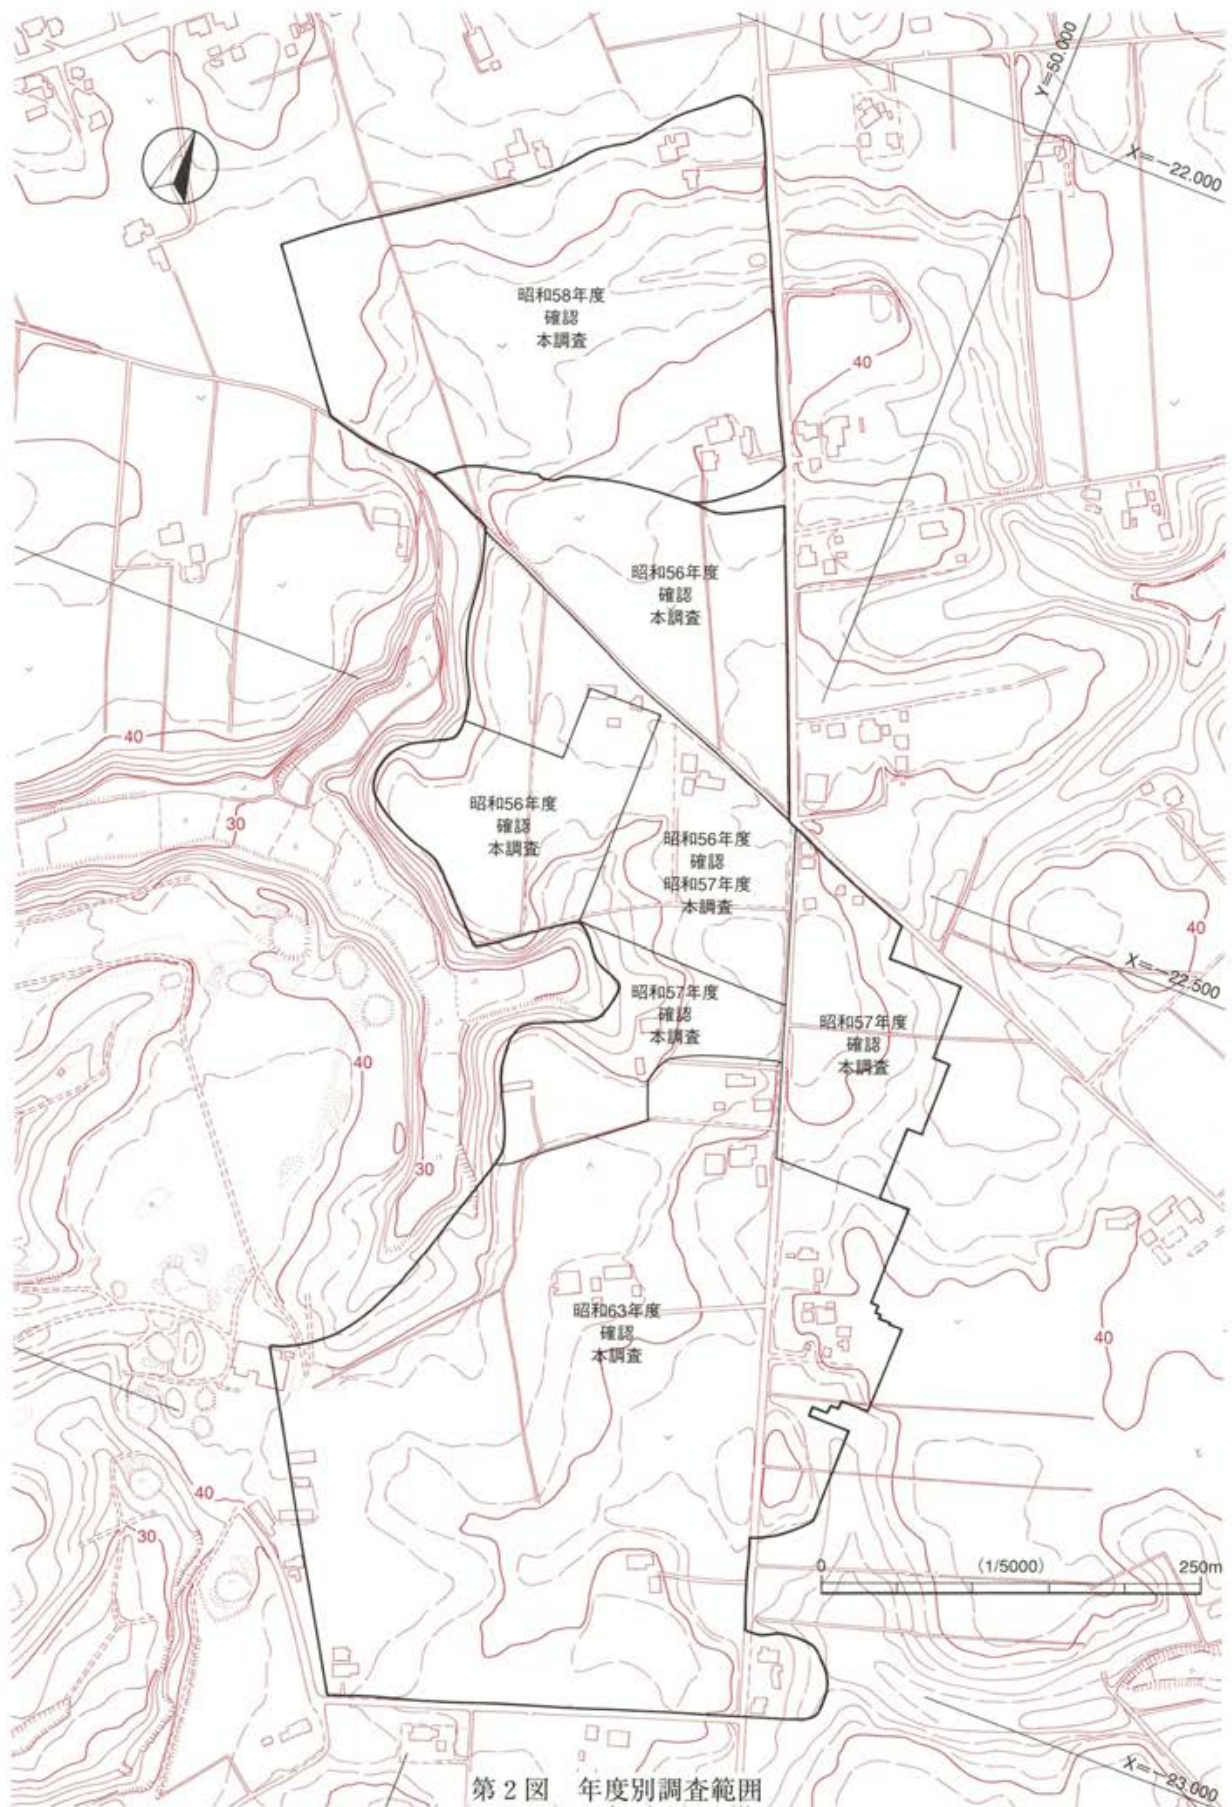 Y=50.000
X=-22.000
昭和58年度
確認
本調査
40
昭和56年度
確認
本調査
40
昭和56年度
確認
本調査
30
昭和56年度
確認
昭和57年度
本調査
40
X=-22.500
昭和57年度
確認
本調査
昭和57年度
確認
本調査
40
30
昭和63年度
確認
本調査
40
40
30
0 (1/5000) 250m
X=-23.000
第2図 年度別調査範囲